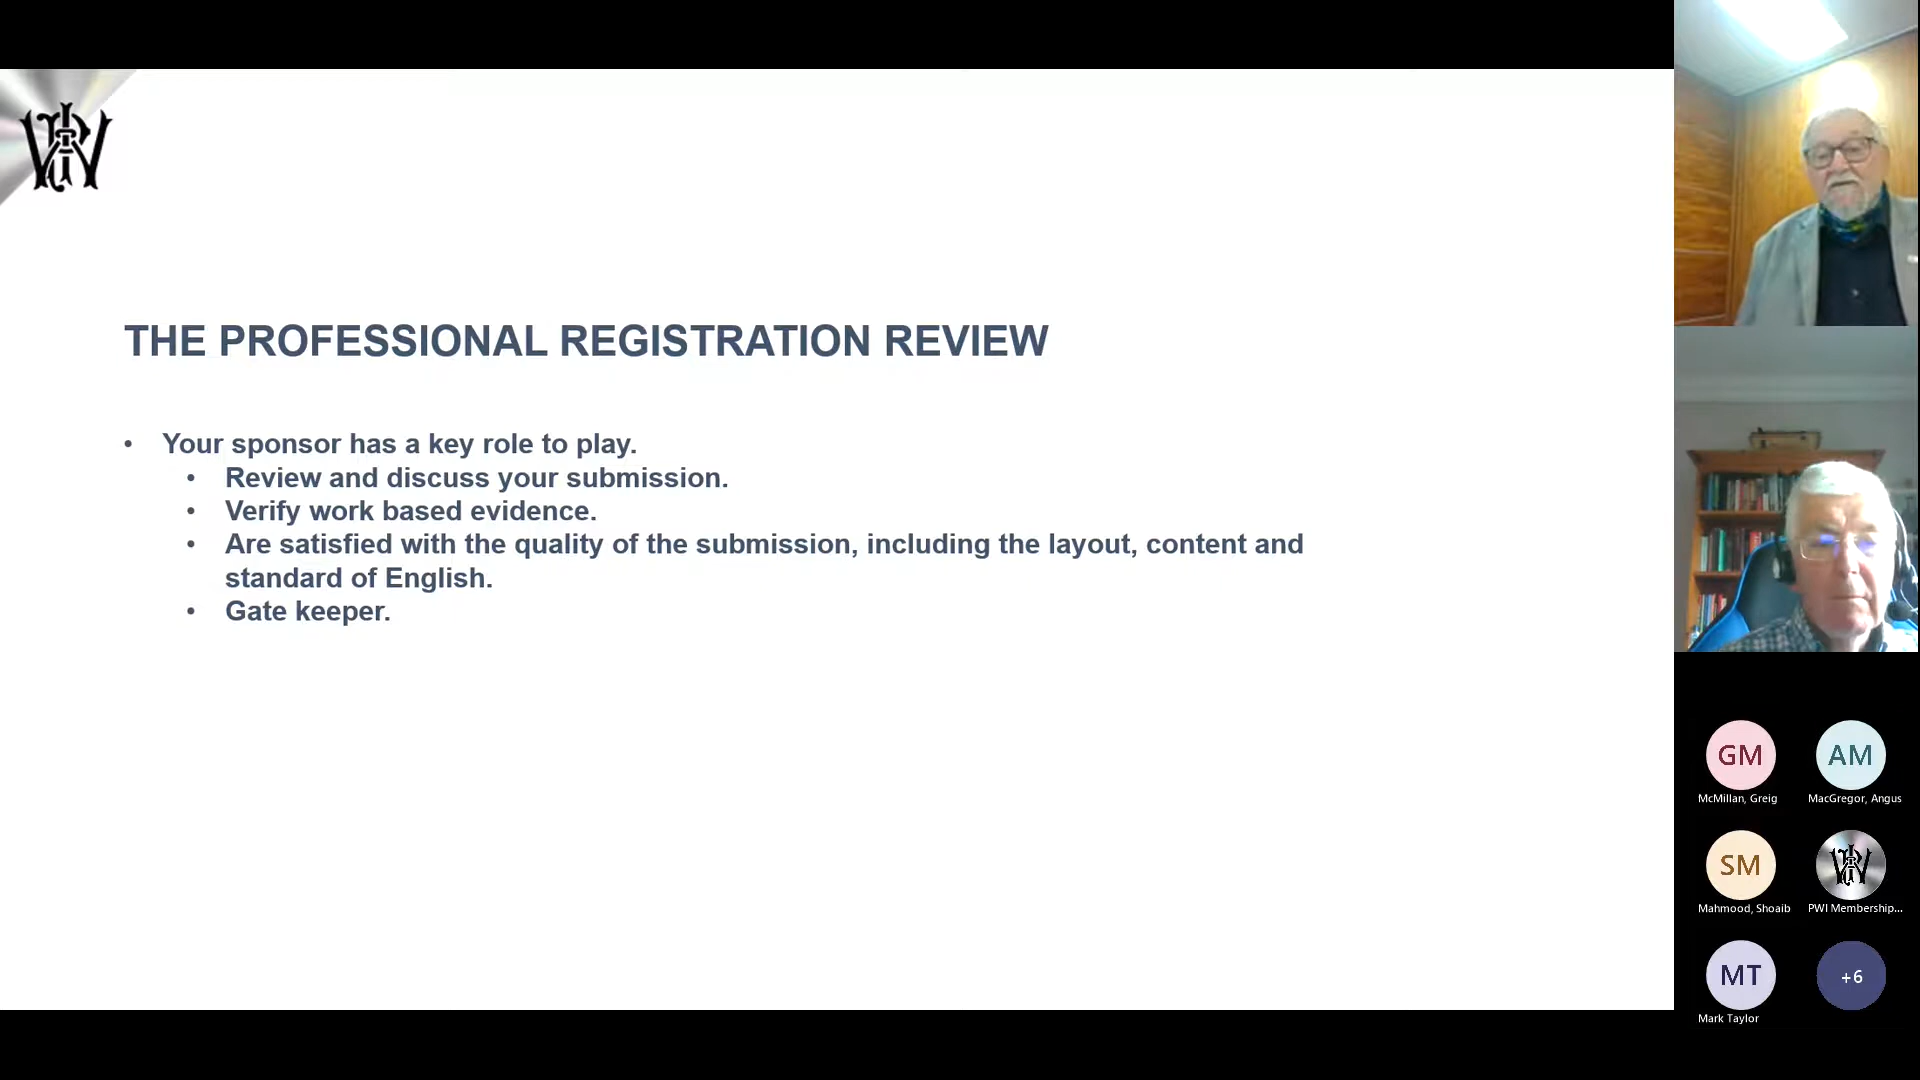 THE PROFESSIONAL REGISTRATION REVIEW
• Your sponsor has a key role to play.
• Review and discuss your submission.
• Verify work based evidence.
• Are satisfied with the quality of the submission, including the layout, content and
standard of English.
• Gate keeper.
GM
McMillan, Greig
AM
MacGregor, Angus
SM
Mahmood, Shoaib
PWI Membership...
MT
Mark Taylor
+6